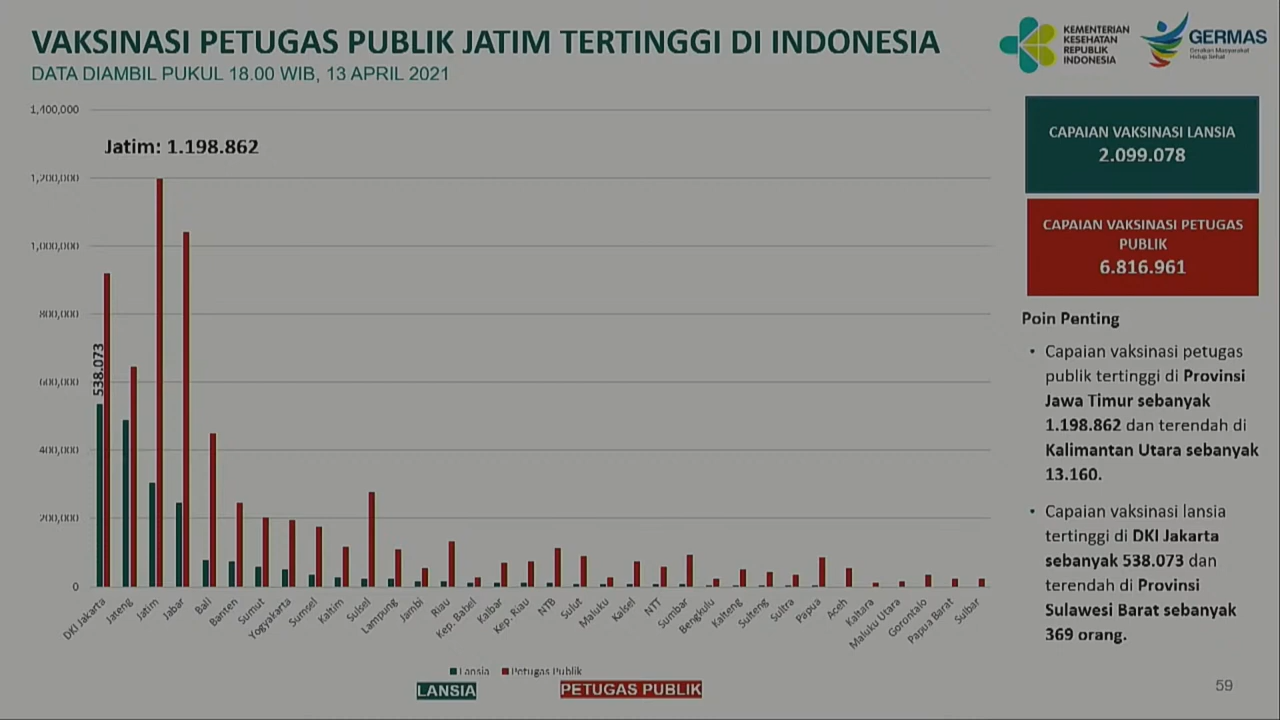 VAKSINASI PETUGAS PUBLIK JATIM TERTINGGI DI INDONESIA
DATA DIAMBIL PUKUL 18.00 WIB, 13 APRIL 2021
KEMENTERIAN
KESEHATAN
REPUBLIK
INDONESIA
GERMAS
Gerakan Masyarakat
Hidup Sehat
1,400,000
1,200,000
1,000,000
800,000
600,000
400,000
200,000
0
Jatim: 1.198.862
538.073
DKI Jakarta
Jateng
Jatim
Jabar
Bali
Banten
Sumut
Yogyakarta
Sumsel
Kaltim
Sulsel
Lampung
Jambi
Riau
Kep. Babel
Kalbar
Kep. Riau
NTB
Sulut
Maluku
Kalsel
NTT
Sumbar
Bengkulu
Kalteng
Sulteng
Sultra
Papua
Aceh
Kaltara
Maluku Utara
Gorontalo
Papua Barat
Sulbar
Lansia Petugas Publik
LANSIA PETUGAS PUBLIK
CAPAIAN VAKSINASI LANSIA
2.099.078
CAPAIAN VAKSINASI PETUGAS
PUBLIK
6.816.961
Poin Penting
• Capaian vaksinasi petugas
publik tertinggi di Provinsi
Jawa Timur sebanyak
1.198.862 dan terendah di
Kalimantan Utara sebanyak
13.160.
• Capaian vaksinasi lansia
tertinggi di DKI Jakarta
sebanyak 538.073 dan
terendah di Provinsi
Sulawesi Barat sebanyak
369 orang.
59